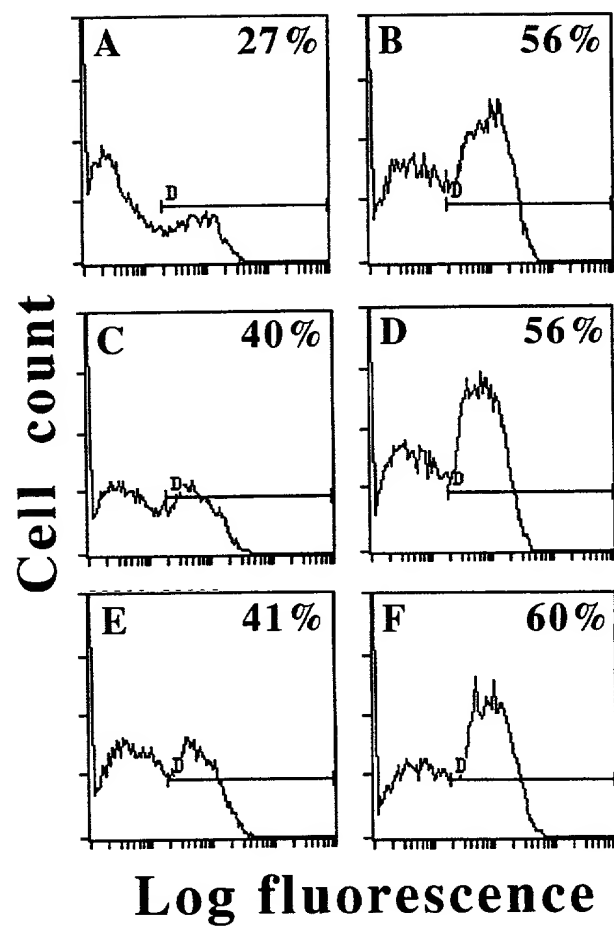 A 27%
B 56%
D
D
C 40%
D 56%
D
D
E 41%
F 60%
D
D
Cell count
Log fluorescence